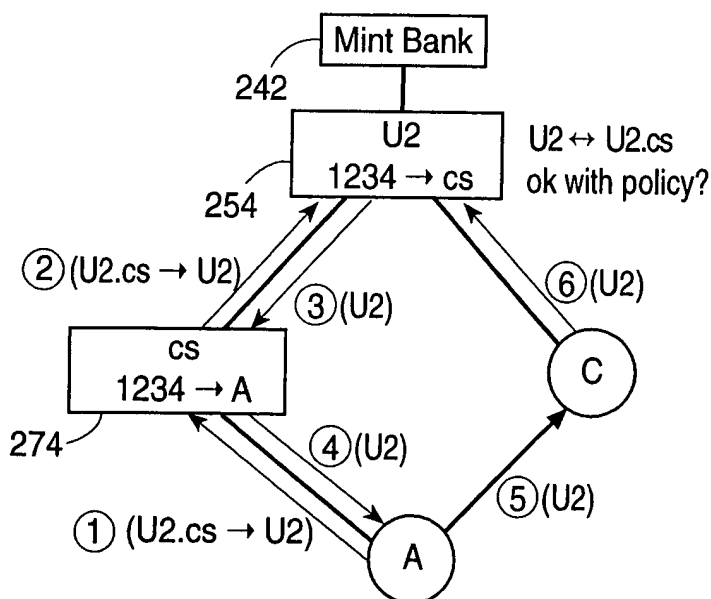 Mint Bank
242
U2
1234 → cs
U2 ↔ U2.cs
ok with policy?
254
② (U2.cs → U2)
③ (U2)
⑥ (U2)
cs
1234 → A
C
274
④ (U2)
⑤ (U2)
① (U2.cs → U2)
A